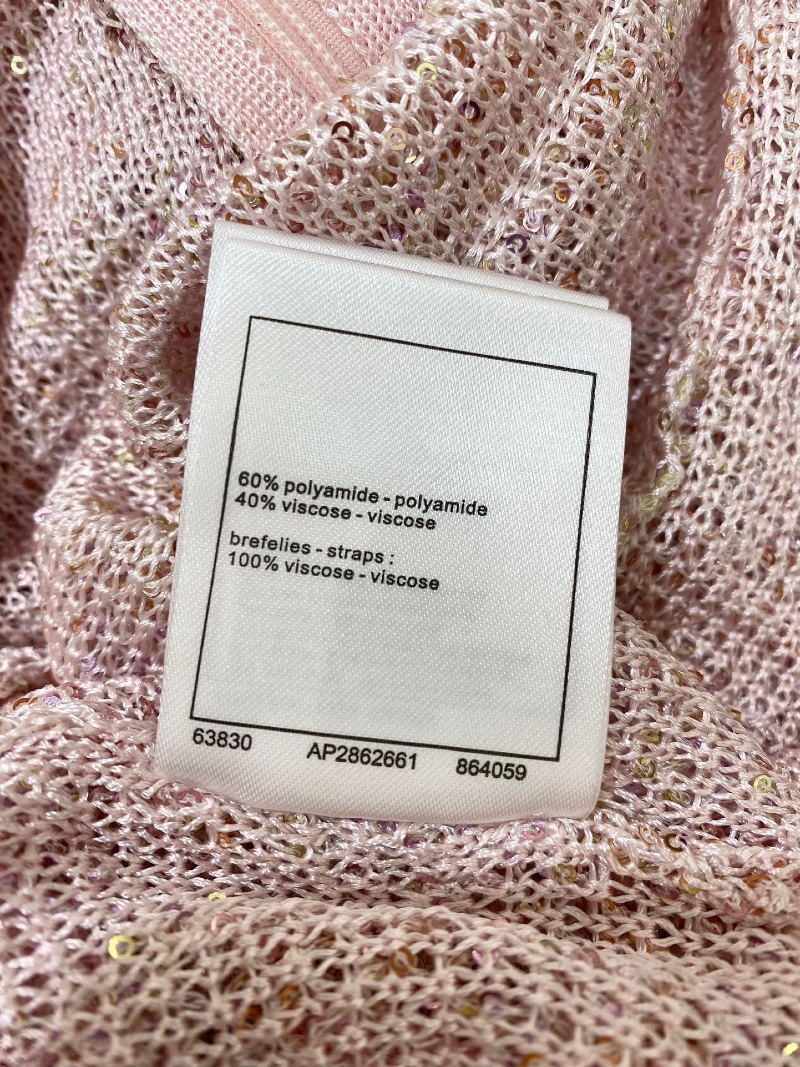 60% polyamide - polyamide
40% viscose - viscose
brefelies - straps :
100% viscose - viscose
63830 AP2862661 864059